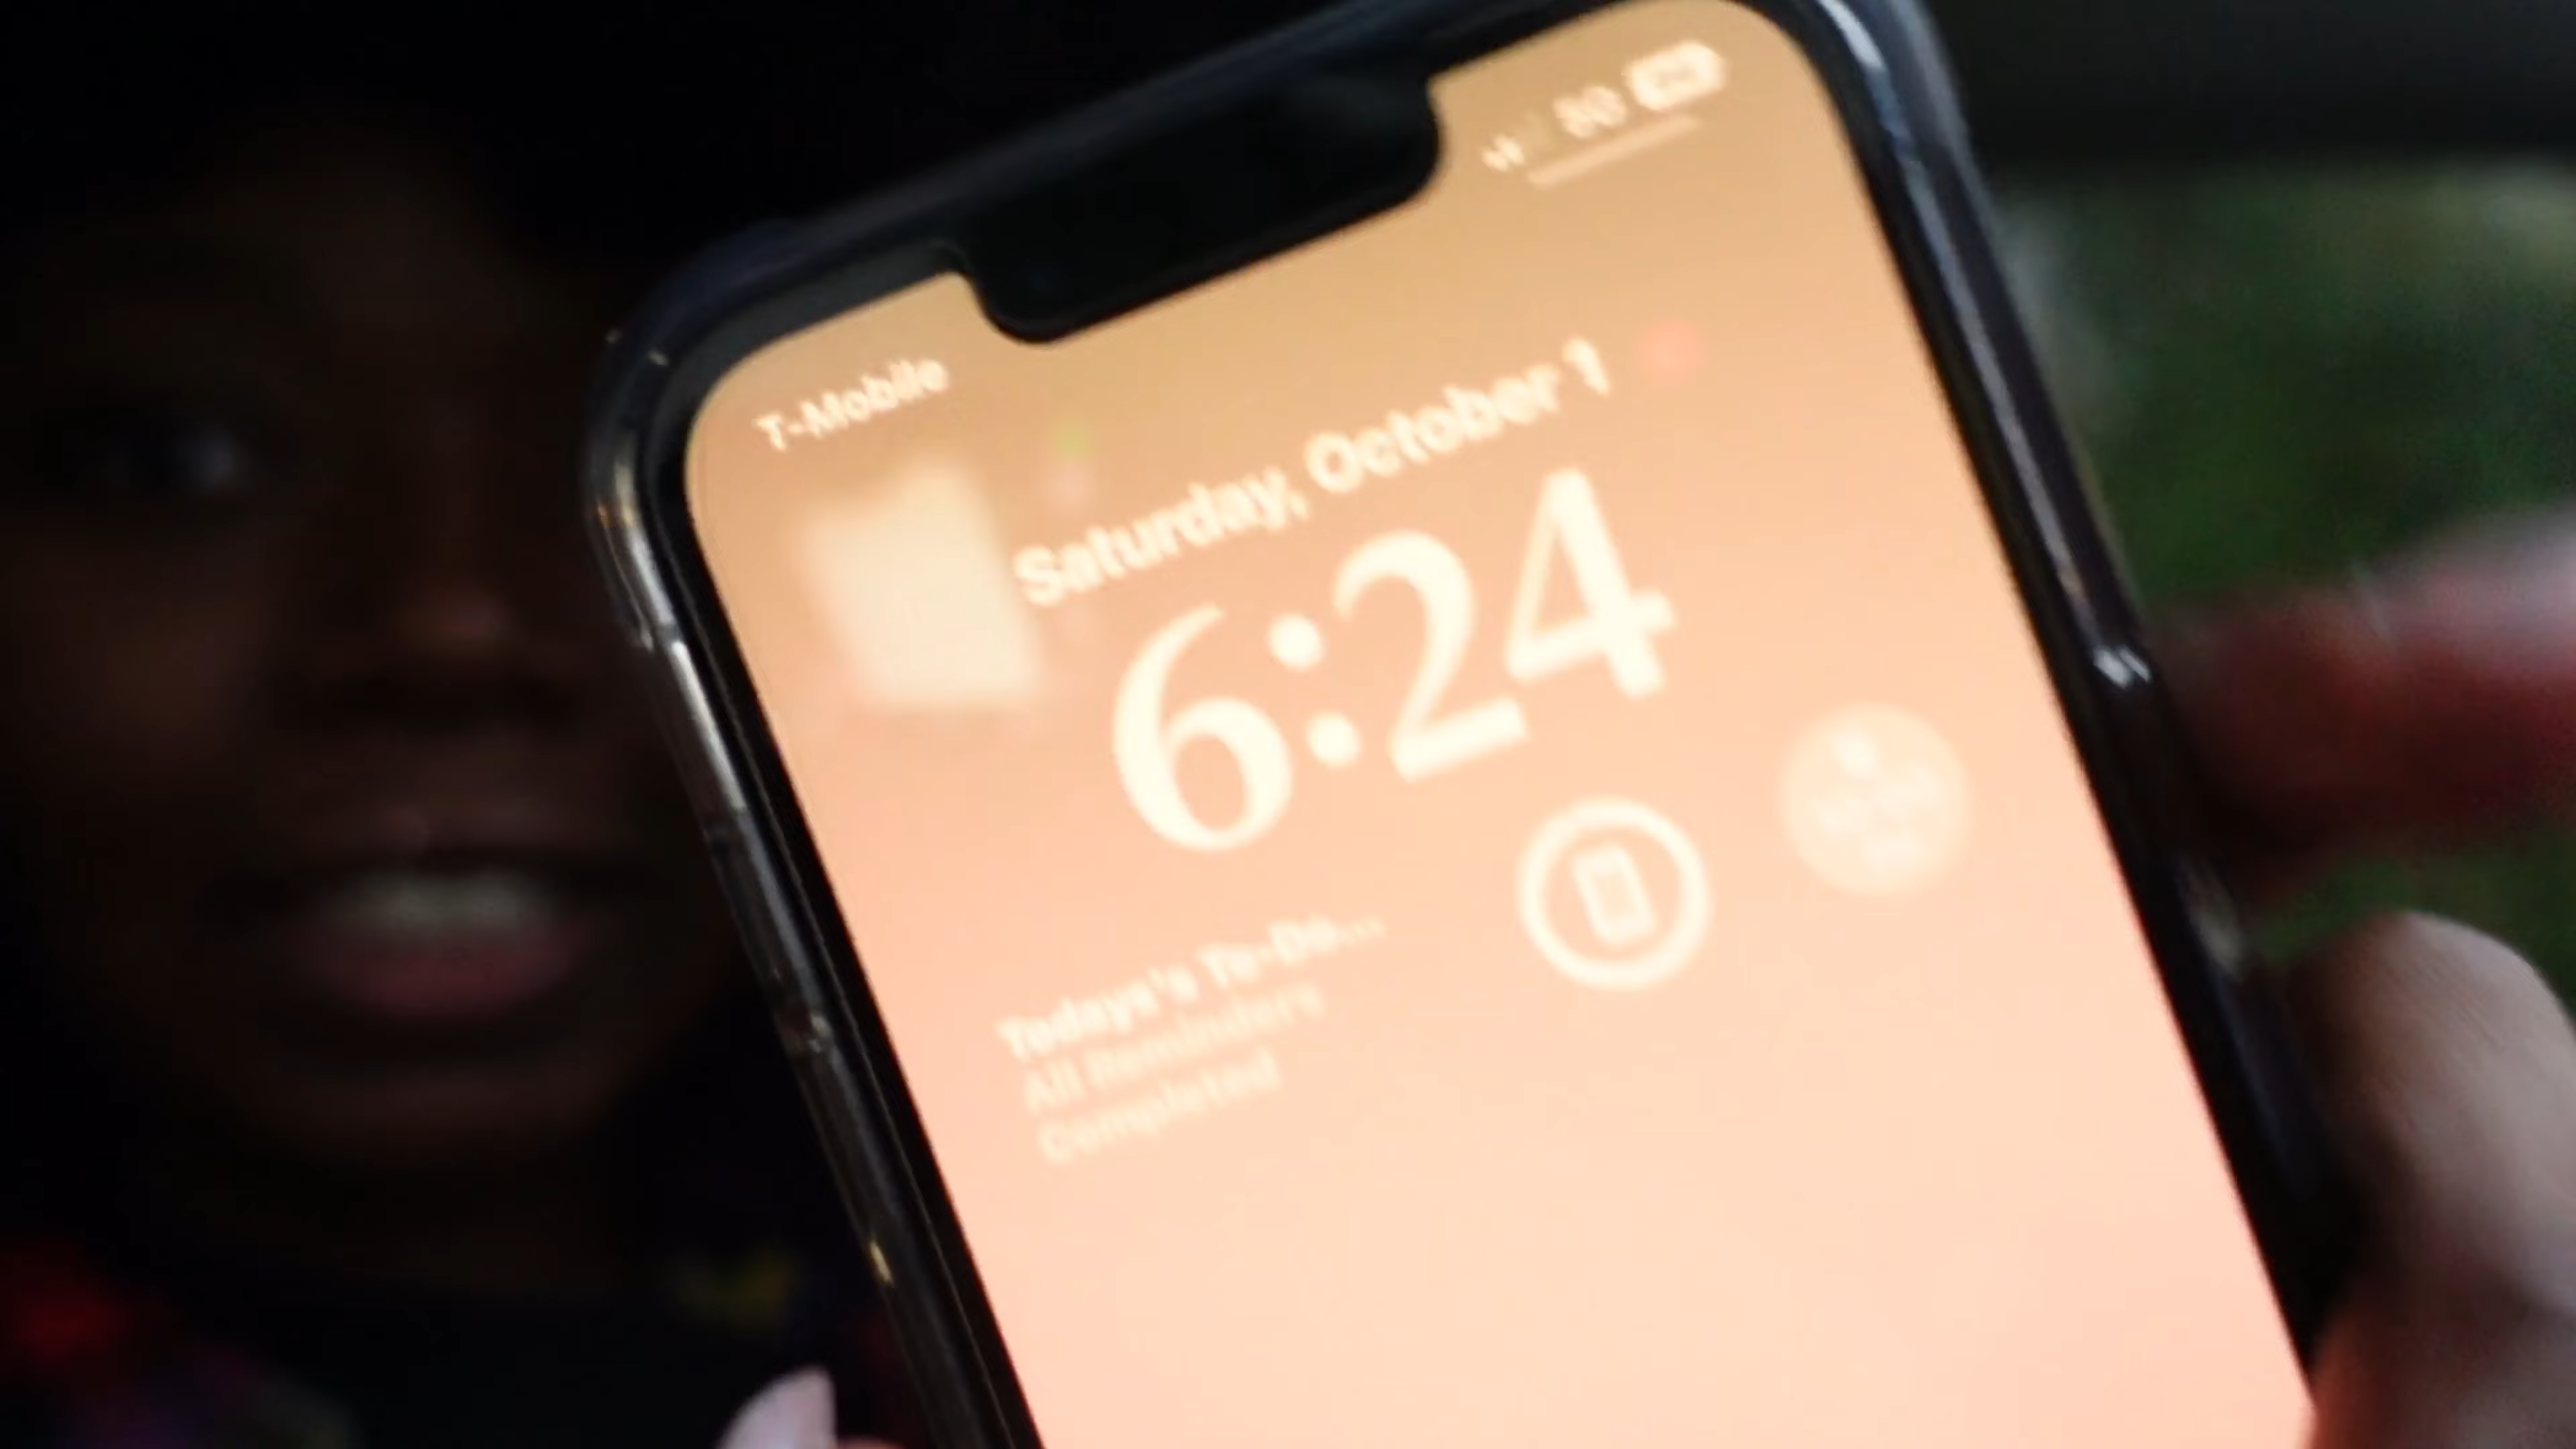 T-Mobile
Saturday, October 1
6:24
Todays's To-Do...
All Reminders
Completed